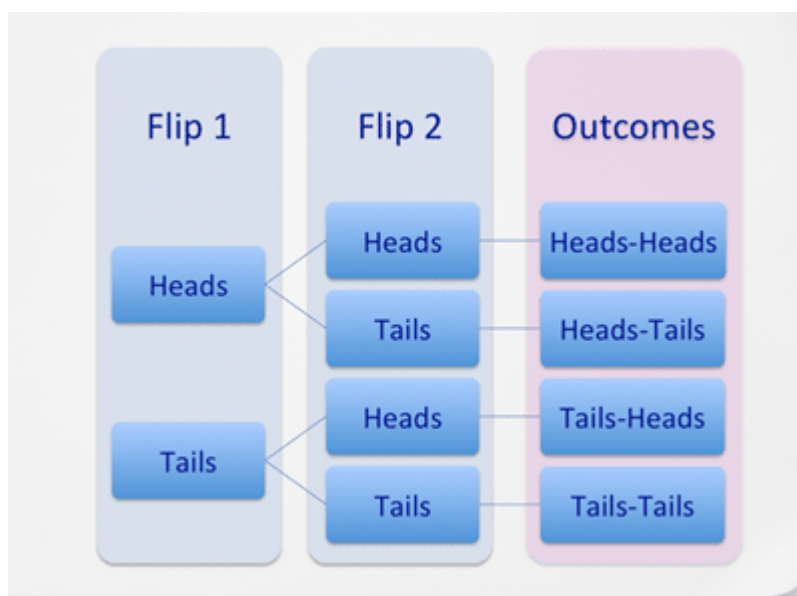 Flip 1
Flip 2
Outcomes
Heads
Heads
Heads-Heads
Tails
Heads-Tails
Tails
Heads
Tails-Heads
Tails
Tails-Tails